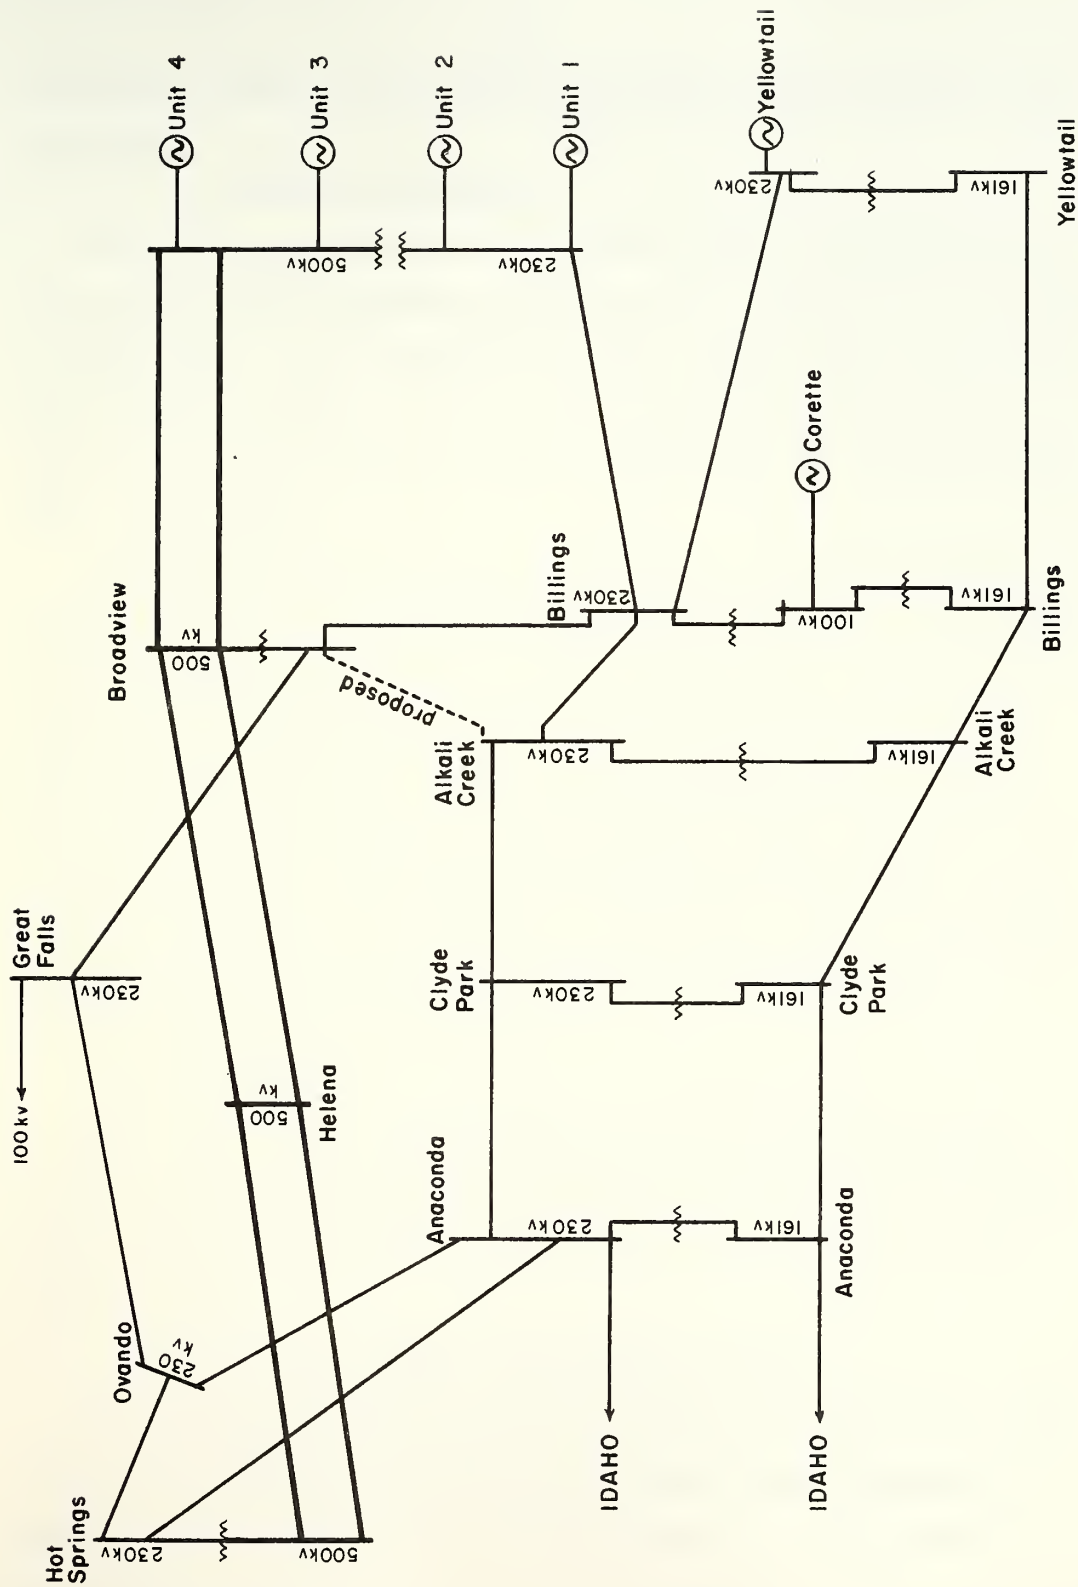 Hot
Springs
230kv
500kv
Ovando
230
kv
100kv
Great
Falls
230kv
Helena
500
kv
Broadview
500
kv
Unit 4
Unit 3
500kv
Unit 2
Unit 1
230kv
proposed
Anaconda
230kv
161kv
Anaconda
IDAHO
IDAHO
Clyde
Park
230kv
161kv
Clyde
Park
Alkali
Creek
230kv
161kv
Alkali
Creek
Billings
230kv
100kv
Corette
161kv
Billings
Yellowtail
230kv
161kv
Yellowtail